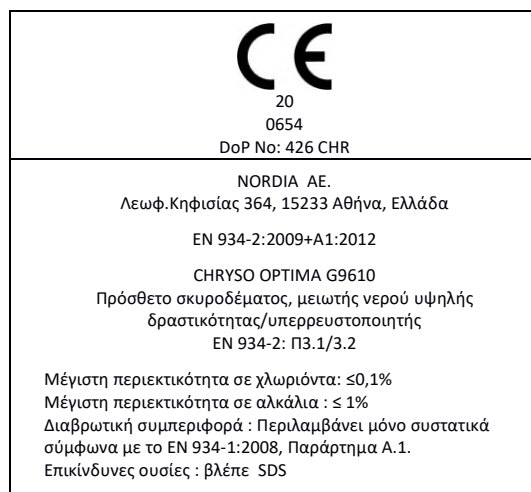 CE
20
0654
DoP No: 426 CHR
NORDIA ΑΕ.
Λεωφ.Κηφισίας 364, 15233 Αθήνα, Ελλάδα
EN 934-2:2009+A1:2012
CHRYSO OPTIMA G9610
Πρόσθετο σκυροδέματος, μειωτής νερού υψηλής
δραστικότητας/υπερρευστοποιητής
EN 934-2: Π3.1/3.2
Μέγιστη περιεκτικότητα σε χλωριόντα: ≤0,1%
Μέγιστη περιεκτικότητα σε αλκάλια : ≤ 1%
Διαβρωτική συμπεριφορά : Περιλαμβάνει μόνο συστατικά
σύμφωνα με το EN 934-1:2008, Παράρτημα Α.1.
Επικίνδυνες ουσίες : βλέπε SDS